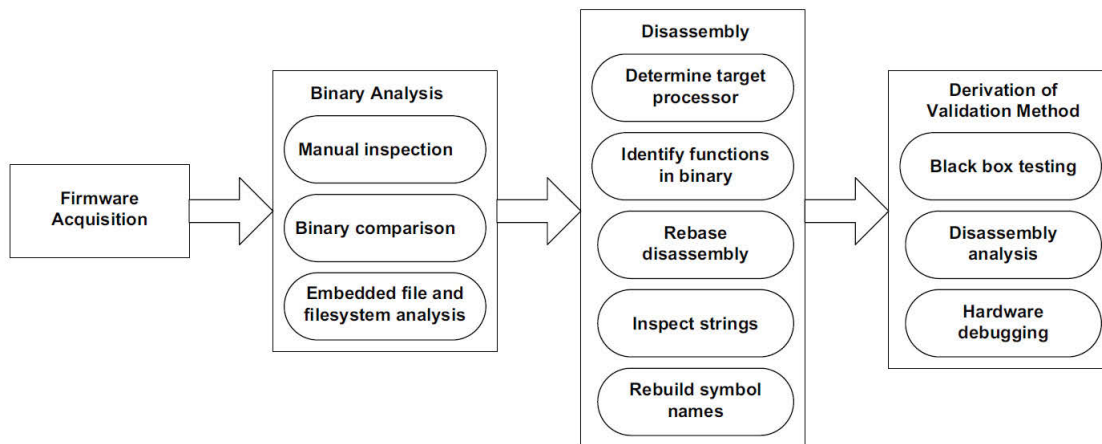 Firmware
Acquisition
Binary Analysis
Manual inspection
Binary comparison
Embedded file and
filesystem analysis
Disassembly
Determine target
processor
Identify functions
in binary
Rebase
disassembly
Inspect strings
Rebuild symbol
names
Derivation of
Validation Method
Black box testing
Disassembly
analysis
Hardware
debugging